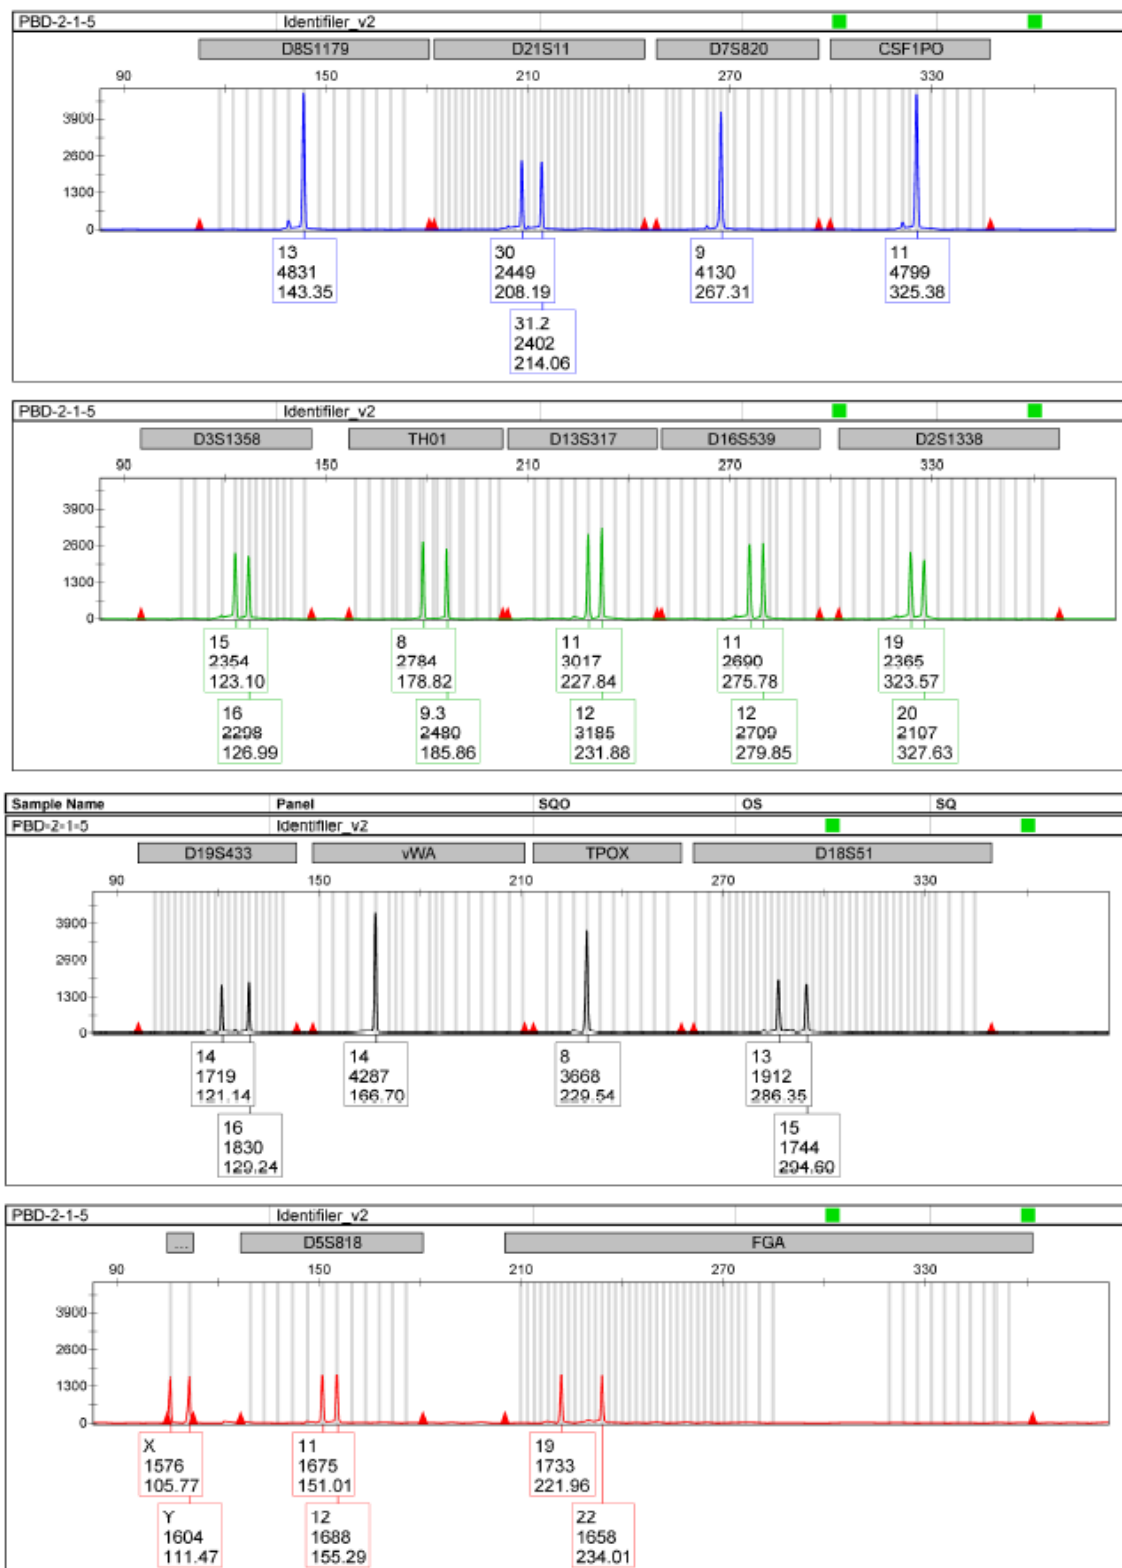 PBD-2-1-5 Identifiler_v2
D8S1179 D21S11 D7S820 CSF1PO
90 150 210 270 330
3900
2600
1300
0
13 30 9 11
4831 2449 4130 4799
143.35 208.19 267.31 325.38
31.2
2402
214.06
PBD-2-1-5 Identifiler_v2
D3S1358 TH01 D13S317 D16S539 D2S1338
90 150 210 270 330
3900
2600
1300
0
15 8 11 11 19
2354 2784 3017 2690 2365
123.10 178.82 227.84 275.78 323.57
16 9.3 12 12 20
2298 2480 3185 2709 2107
126.99 185.86 231.88 279.85 327.63
Sample Name Panel SQO OS SQ
PBD-2-1-5 Identifiler_v2
D19S433 vWA TPOX D18S51
90 150 210 270 330
3900
2600
1300
0
14 14 8 13
1719 4287 3668 1912
121.14 166.70 229.54 286.35
16 15
1830 1744
129.24 294.60
PBD-2-1-5 Identifiler_v2
... D5S818 FGA
90 150 210 270 330
3900
2600
1300
0
X 11 19
1576 1675 1733
105.77 151.01 221.96
Y 12 22
1604 1688 1658
111.47 155.29 234.01